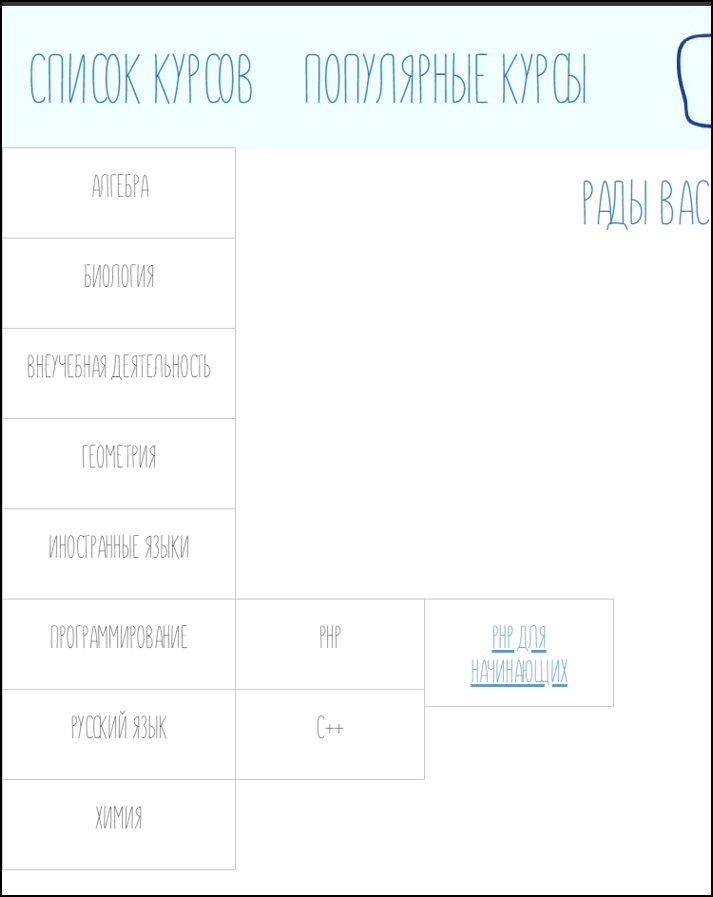 СПИСОК КУРСОВ ПОПУЛЯРНЫЕ КУРСЫ
РАДЫ ВАС
АЛГЕБРА
БИОЛОГИЯ
ВНЕУЧЕБНАЯ ДЕЯТЕЛЬНОСТЬ
ГЕОМЕТРИЯ
ИНОСТРАННЫЕ ЯЗЫКИ
ПРОГРАММИРОВАНИЕ PHP PHP ДЛЯ
НАЧИНАЮЩИХ
РУССКИЙ ЯЗЫК C++
ХИМИЯ